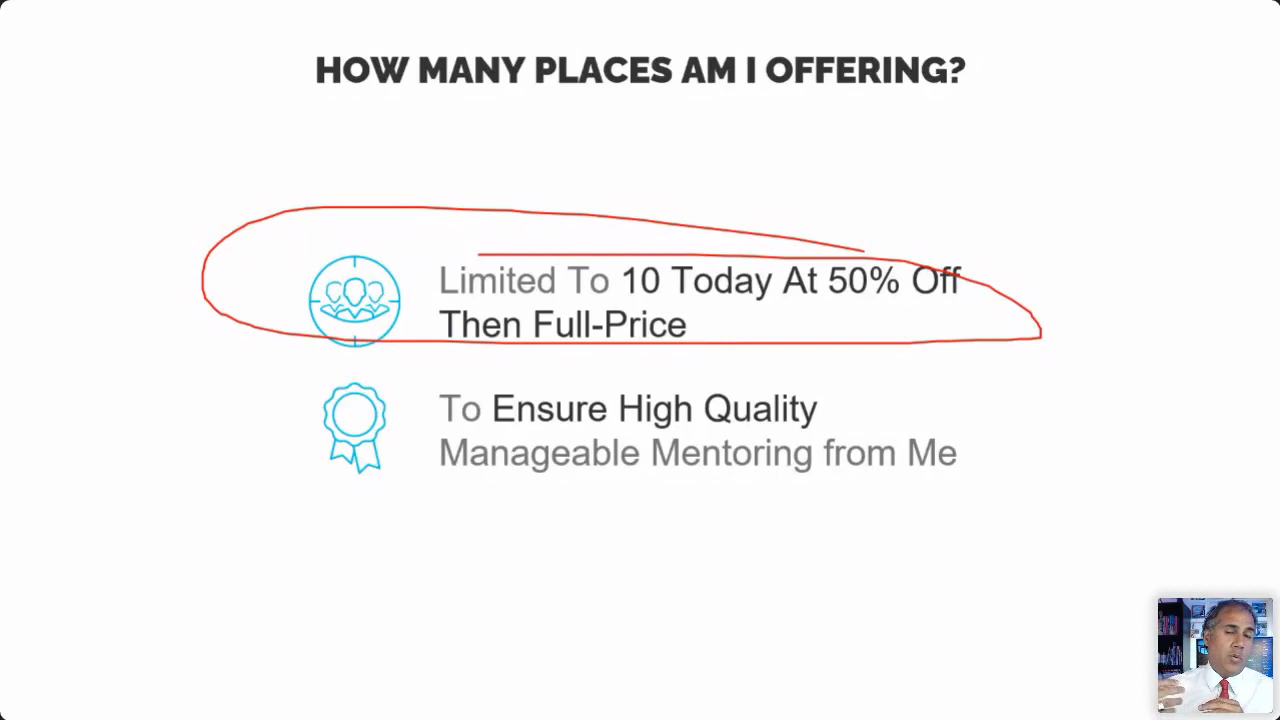 HOW MANY PLACES AM I OFFERING?
Limited To 10 Today At 50% Off
Then Full-Price
To Ensure High Quality
Manageable Mentoring from Me